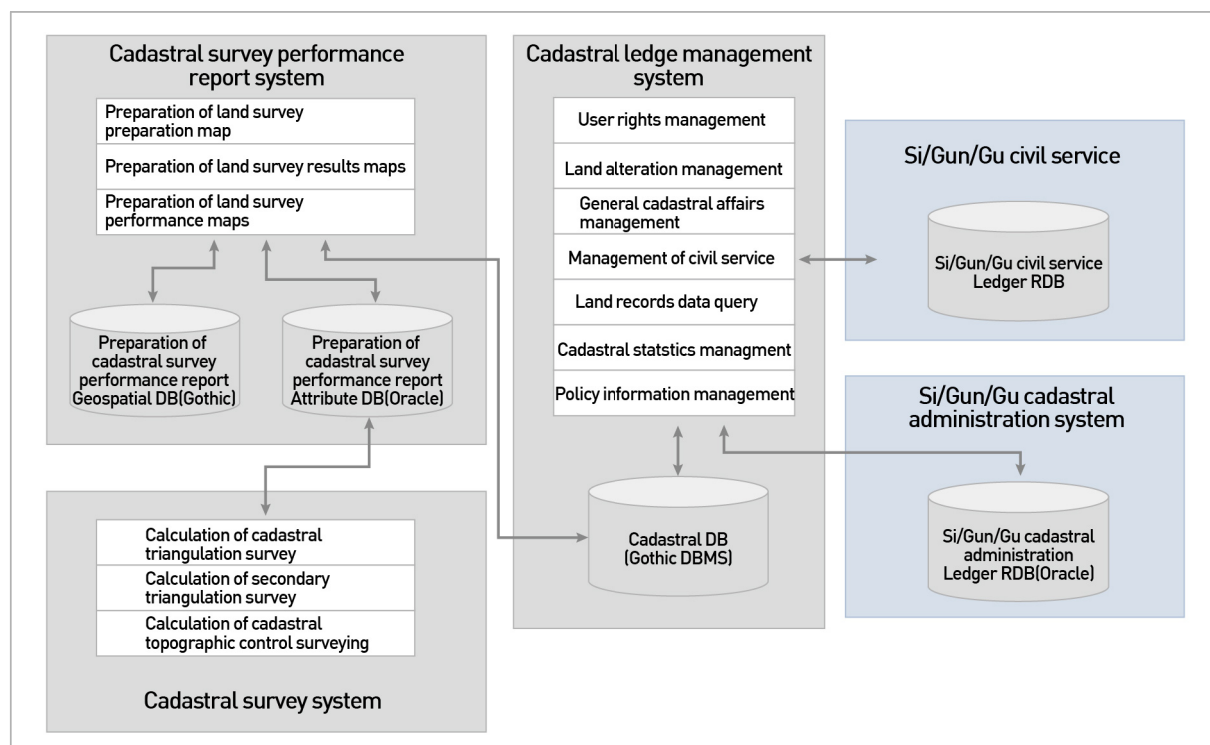 Cadastral survey performance
report system
Preparation of land survey
preparation map
Preparation of land survey results maps
Preparation of land survey
performance maps
Preparation of
cadastral survey
performance report
Geospatial DB(Gothic)
Preparation of
cadastral survey
performance report
Attribute DB(Oracle)
Calculation of cadastral
triangulation survey
Calculation of secondary
triangulation survey
Calculation of cadastral
topographic control surveying
Cadastral survey system
Cadastral ledge management
system
User rights management
Land alteration management
General cadastral affairs
management
Management of civil service
Land records data query
Cadastral statstics managment
Policy information management
Cadastral DB
(Gothic DBMS)
Si/Gun/Gu civil service
Si/Gun/Gu civil service
Ledger RDB
Si/Gun/Gu cadastral
administration system
Si/Gun/Gu cadastral
administration
Ledger RDB(Oracle)